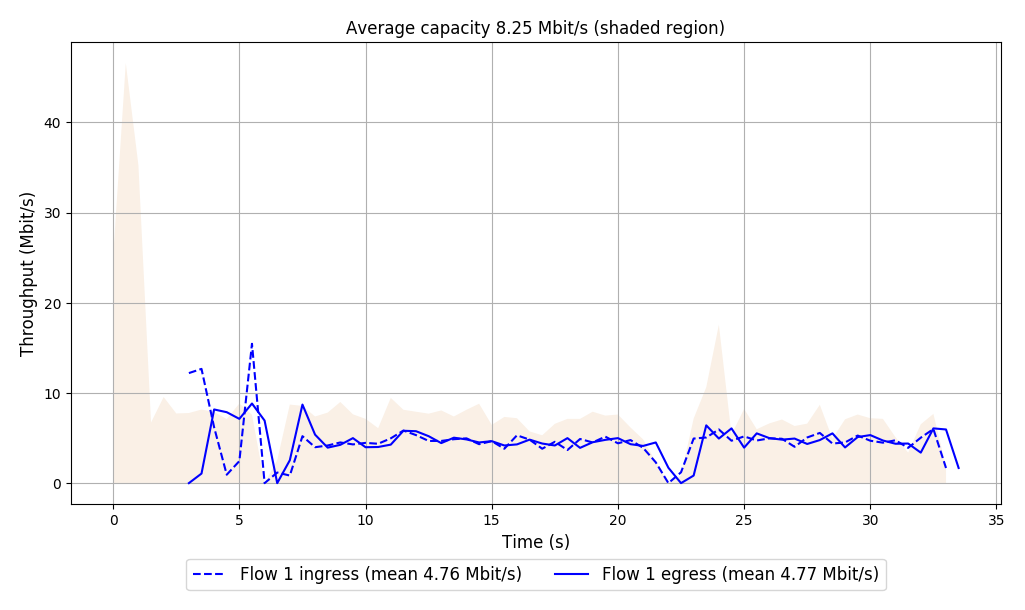 Average capacity 8.25 Mbit/s (shaded region)
Throughput (Mbit/s)
40
30
20
10
0
0 5 10 15 20 25 30 35
Time (s)
Flow 1 ingress (mean 4.76 Mbit/s) Flow 1 egress (mean 4.77 Mbit/s)